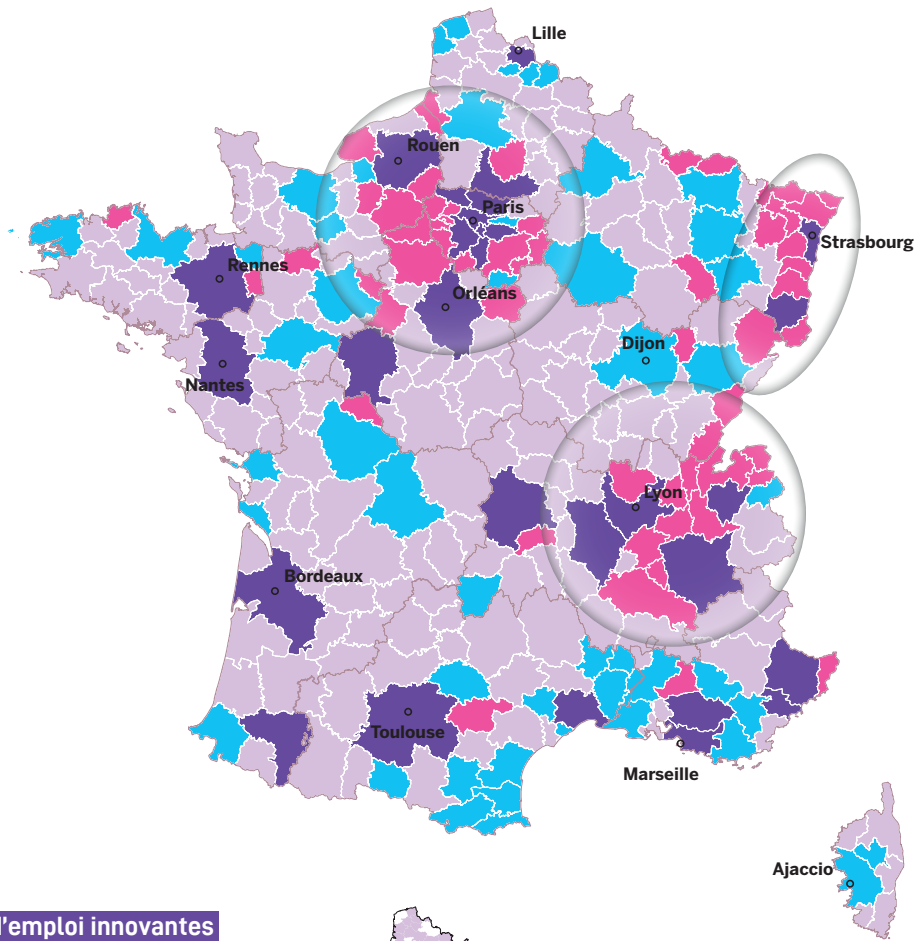 Lille
Rouen
Paris
Strasbourg
Rennes
Orléans
Dijon
Nantes
Lyon
Bordeaux
Toulouse
Marseille
Ajaccio
d'emploi innovantes